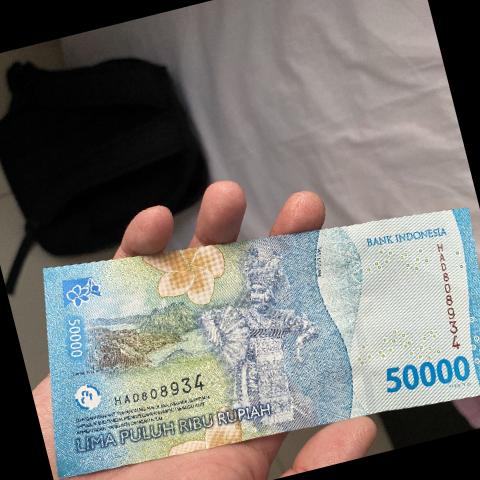 BANK INDONESIA
HAD808934
50000
50000
HAD808934
LIMA PULUH RIBU RUPIAH